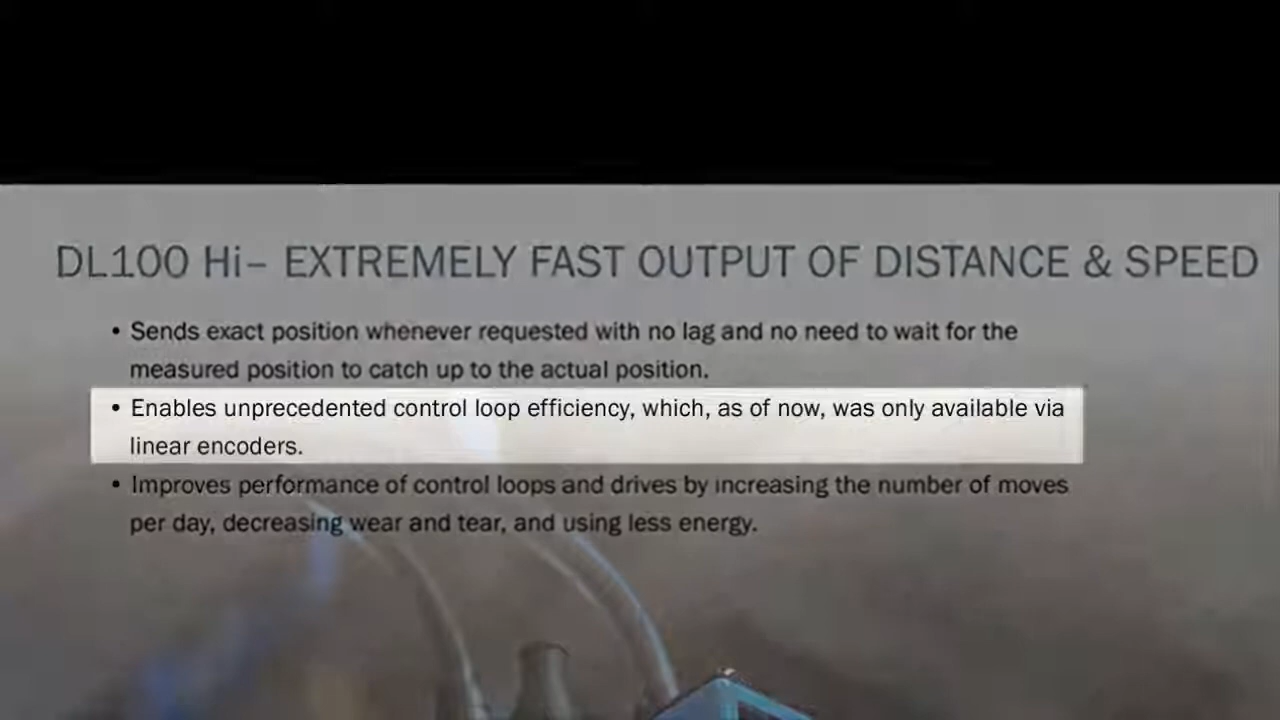 DL100 Hi– EXTREMELY FAST OUTPUT OF DISTANCE & SPEED
• Sends exact position whenever requested with no lag and no need to wait for the
measured position to catch up to the actual position.
• Enables unprecedented control loop efficiency, which, as of now, was only available via
linear encoders.
• Improves performance of control loops and drives by increasing the number of moves
per day, decreasing wear and tear, and using less energy.